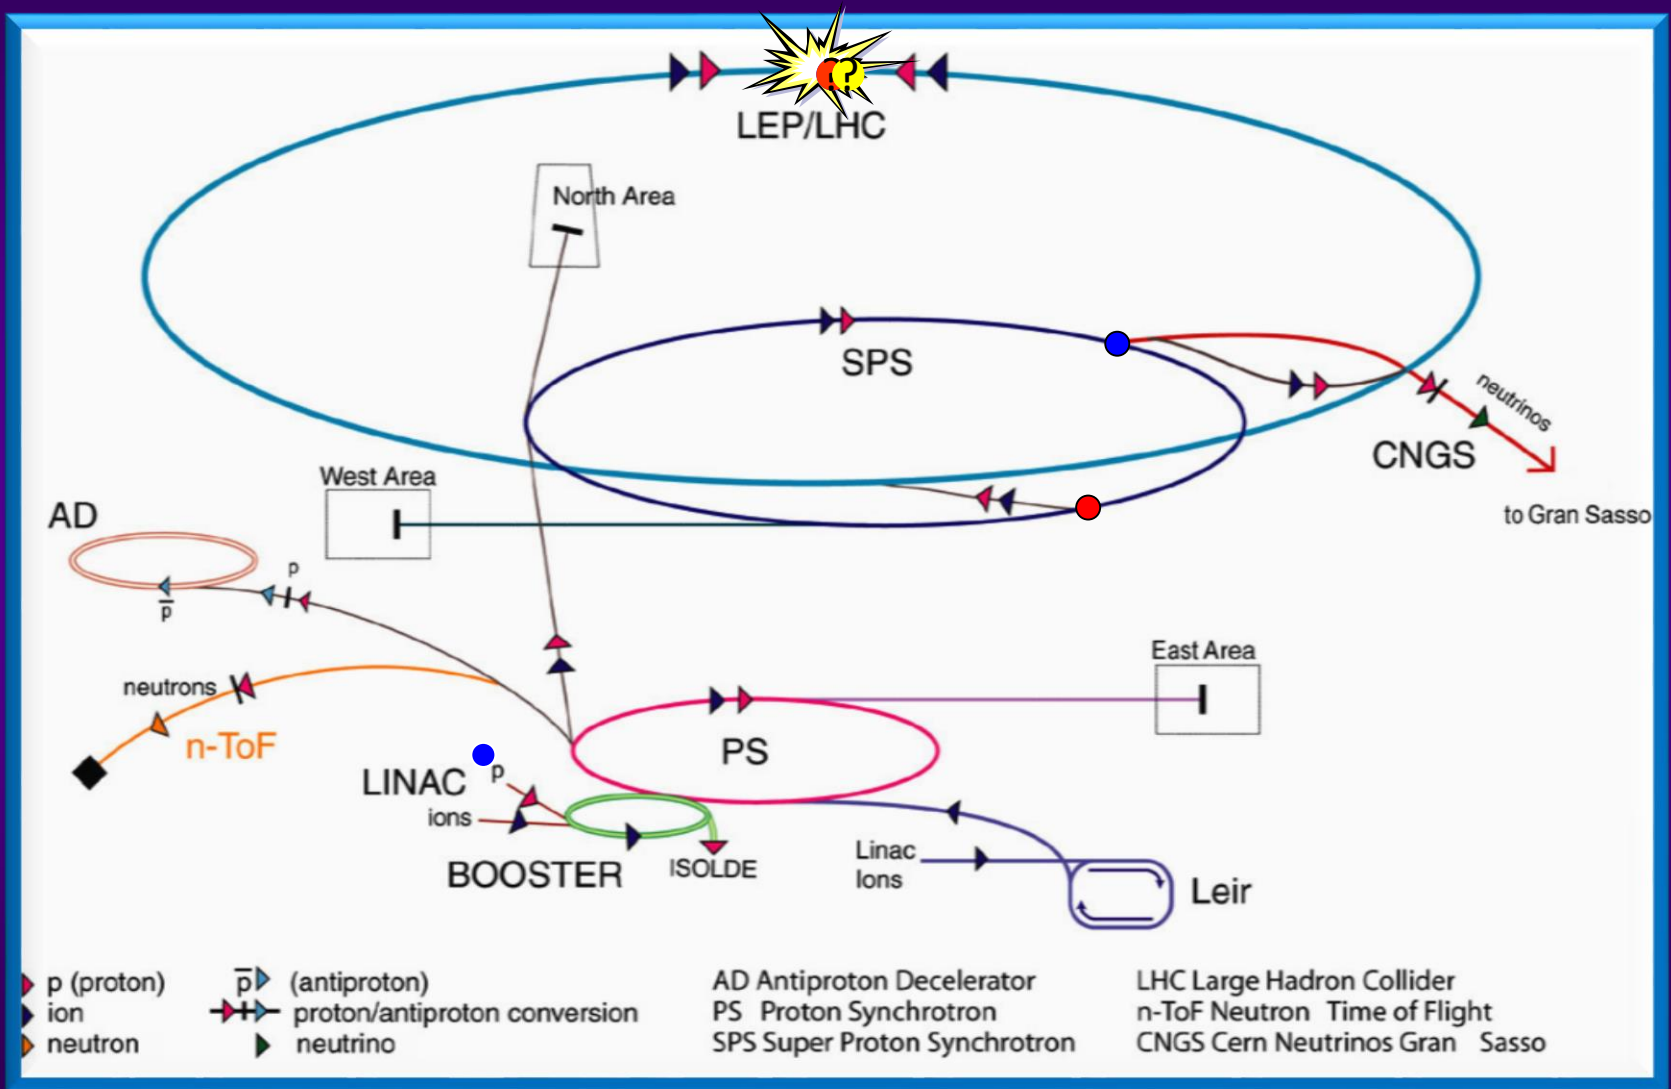 ? ?
LEP/LHC
North Area
SPS
neutrinos
CNGS
West Area
to Gran Sasso
AD
p
p̅
East Area
neutrons
n-ToF
PS
p
LINAC
ions
BOOSTER
ISOLDE
Linac
Ions
Leir
p (proton)
ion
neutron
p̅ (antiproton)
proton/antiproton conversion
neutrino
AD Antiproton Decelerator
PS Proton Synchrotron
SPS Super Proton Synchrotron
LHC Large Hadron Collider
n-ToF Neutron Time of Flight
CNGS Cern Neutrinos Gran Sasso